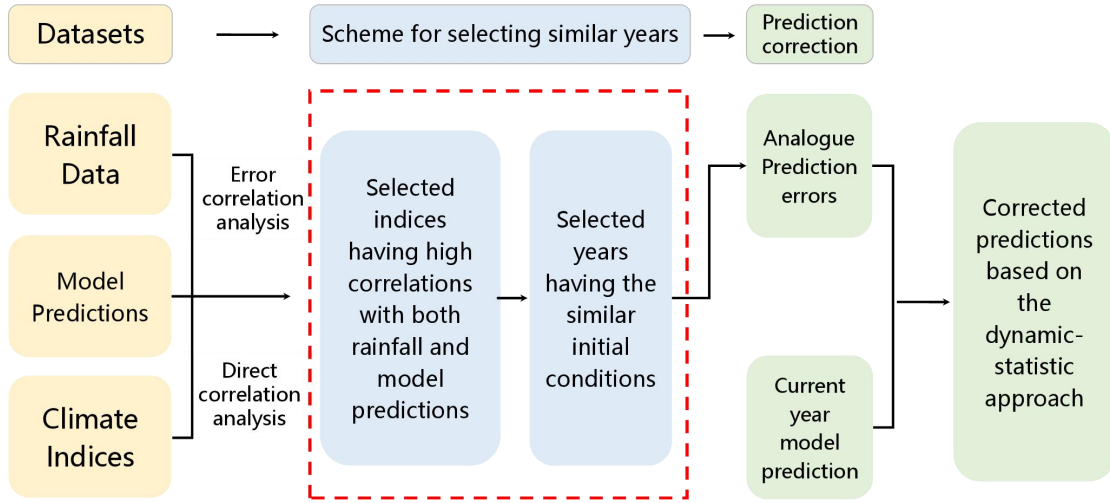 Datasets
Scheme for selecting similar years
Prediction
correction
Rainfall
Data
Model
Predictions
Climate
Indices
Error
correlation
analysis
Direct
correlation
analysis
Selected
indices
having high
correlations
with both
rainfall and
model
predictions
Selected
years
having the
similar
initial
conditions
Analogue
Prediction
errors
Current
year
model
prediction
Corrected
predictions
based on
the
dynamic-
statistic
approach